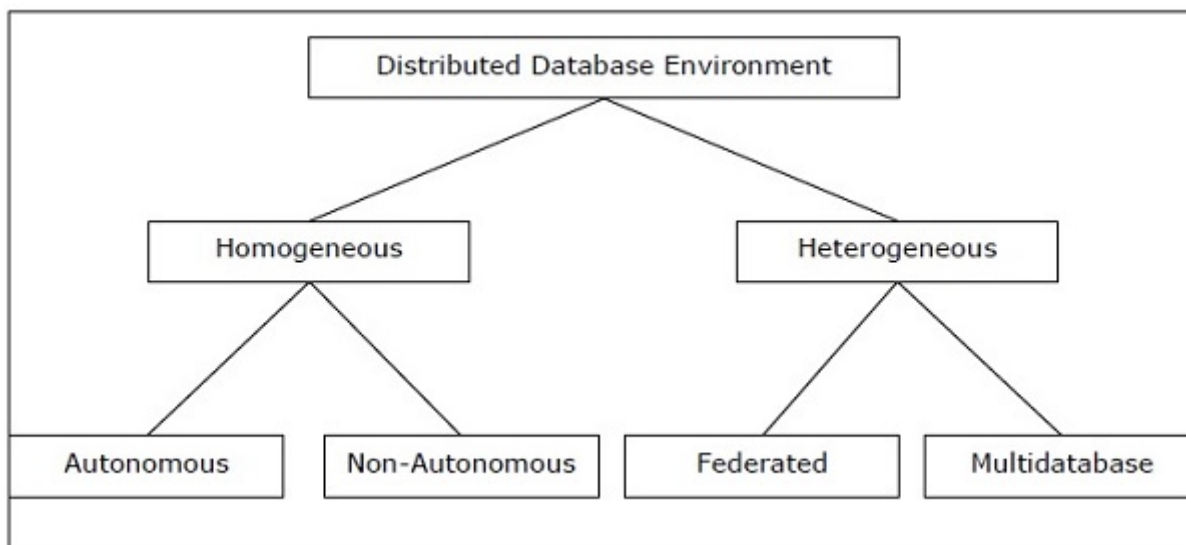 Distributed Database Environment
Homogeneous
Heterogeneous
Autonomous
Non-Autonomous
Federated
Multidatabase